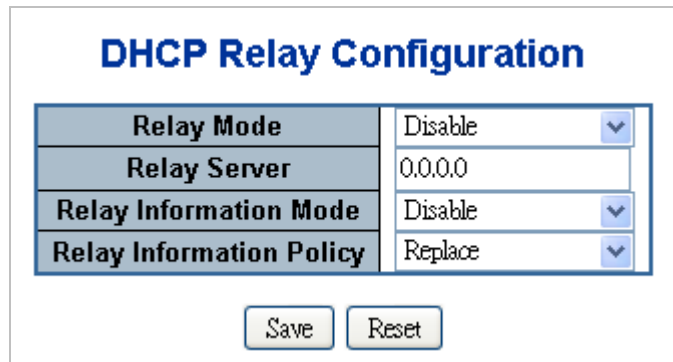 DHCP Relay Configuration
Relay Mode Disable
Relay Server 0.0.0.0
Relay Information Mode Disable
Relay Information Policy Replace
Save Reset